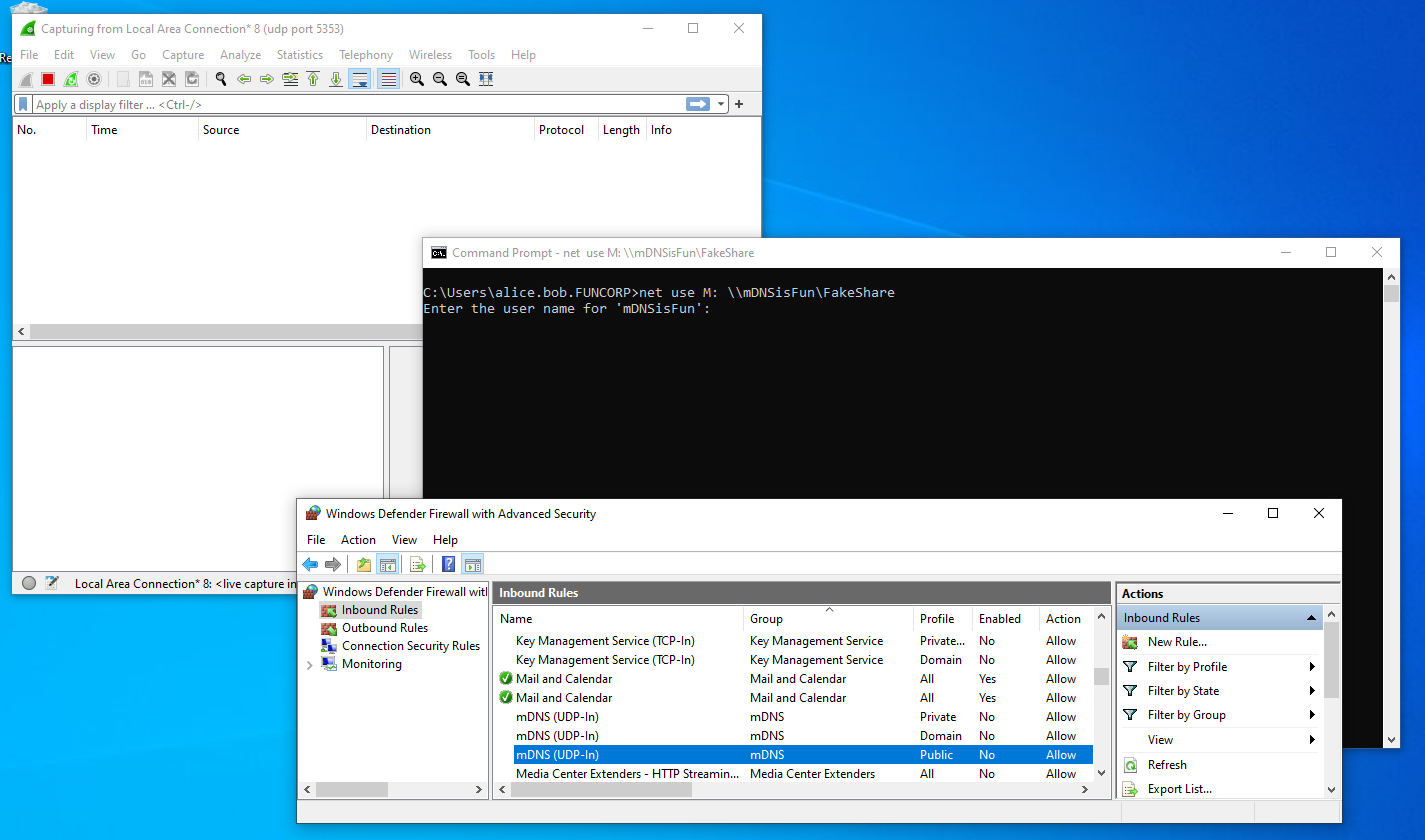 Re
Capturing from Local Area Connection* 8 (udp port 5353)
File Edit View Go Capture Analyze Statistics Telephony Wireless Tools Help
Apply a display filter ... <Ctrl-/>
No. Time Source Destination Protocol Length Info
Local Area Connection* 8: <live capture in
Command Prompt - net use M: \\mDNSisFun\FakeShare
C:\Users\alice.bob.FUNCORP>net use M: \\mDNSisFun\FakeShare
Enter the user name for 'mDNSisFun':
Windows Defender Firewall with Advanced Security
File Action View Help
Windows Defender Firewall with
Inbound Rules
Outbound Rules
Connection Security Rules
Monitoring
Inbound Rules
Name Group Profile Enabled Action
Key Management Service (TCP-In) Key Management Service Private... No Allow
Key Management Service (TCP-In) Key Management Service Domain No Allow
Mail and Calendar Mail and Calendar All Yes Allow
Mail and Calendar Mail and Calendar All Yes Allow
mDNS (UDP-In) mDNS Private No Allow
mDNS (UDP-In) mDNS Domain No Allow
mDNS (UDP-In) mDNS Public No Allow
Media Center Extenders - HTTP Streamin... Media Center Extenders All No Allow
Actions
Inbound Rules
New Rule...
Filter by Profile
Filter by State
Filter by Group
View
Refresh
Export List...